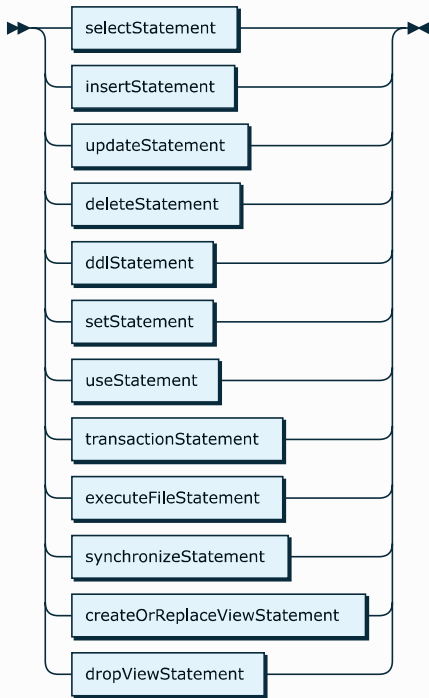 selectStatement
insertStatement
updateStatement
deleteStatement
ddlStatement
setStatement
useStatement
transactionStatement
executeFileStatement
synchronizeStatement
createOrReplaceViewStatement
dropViewStatement